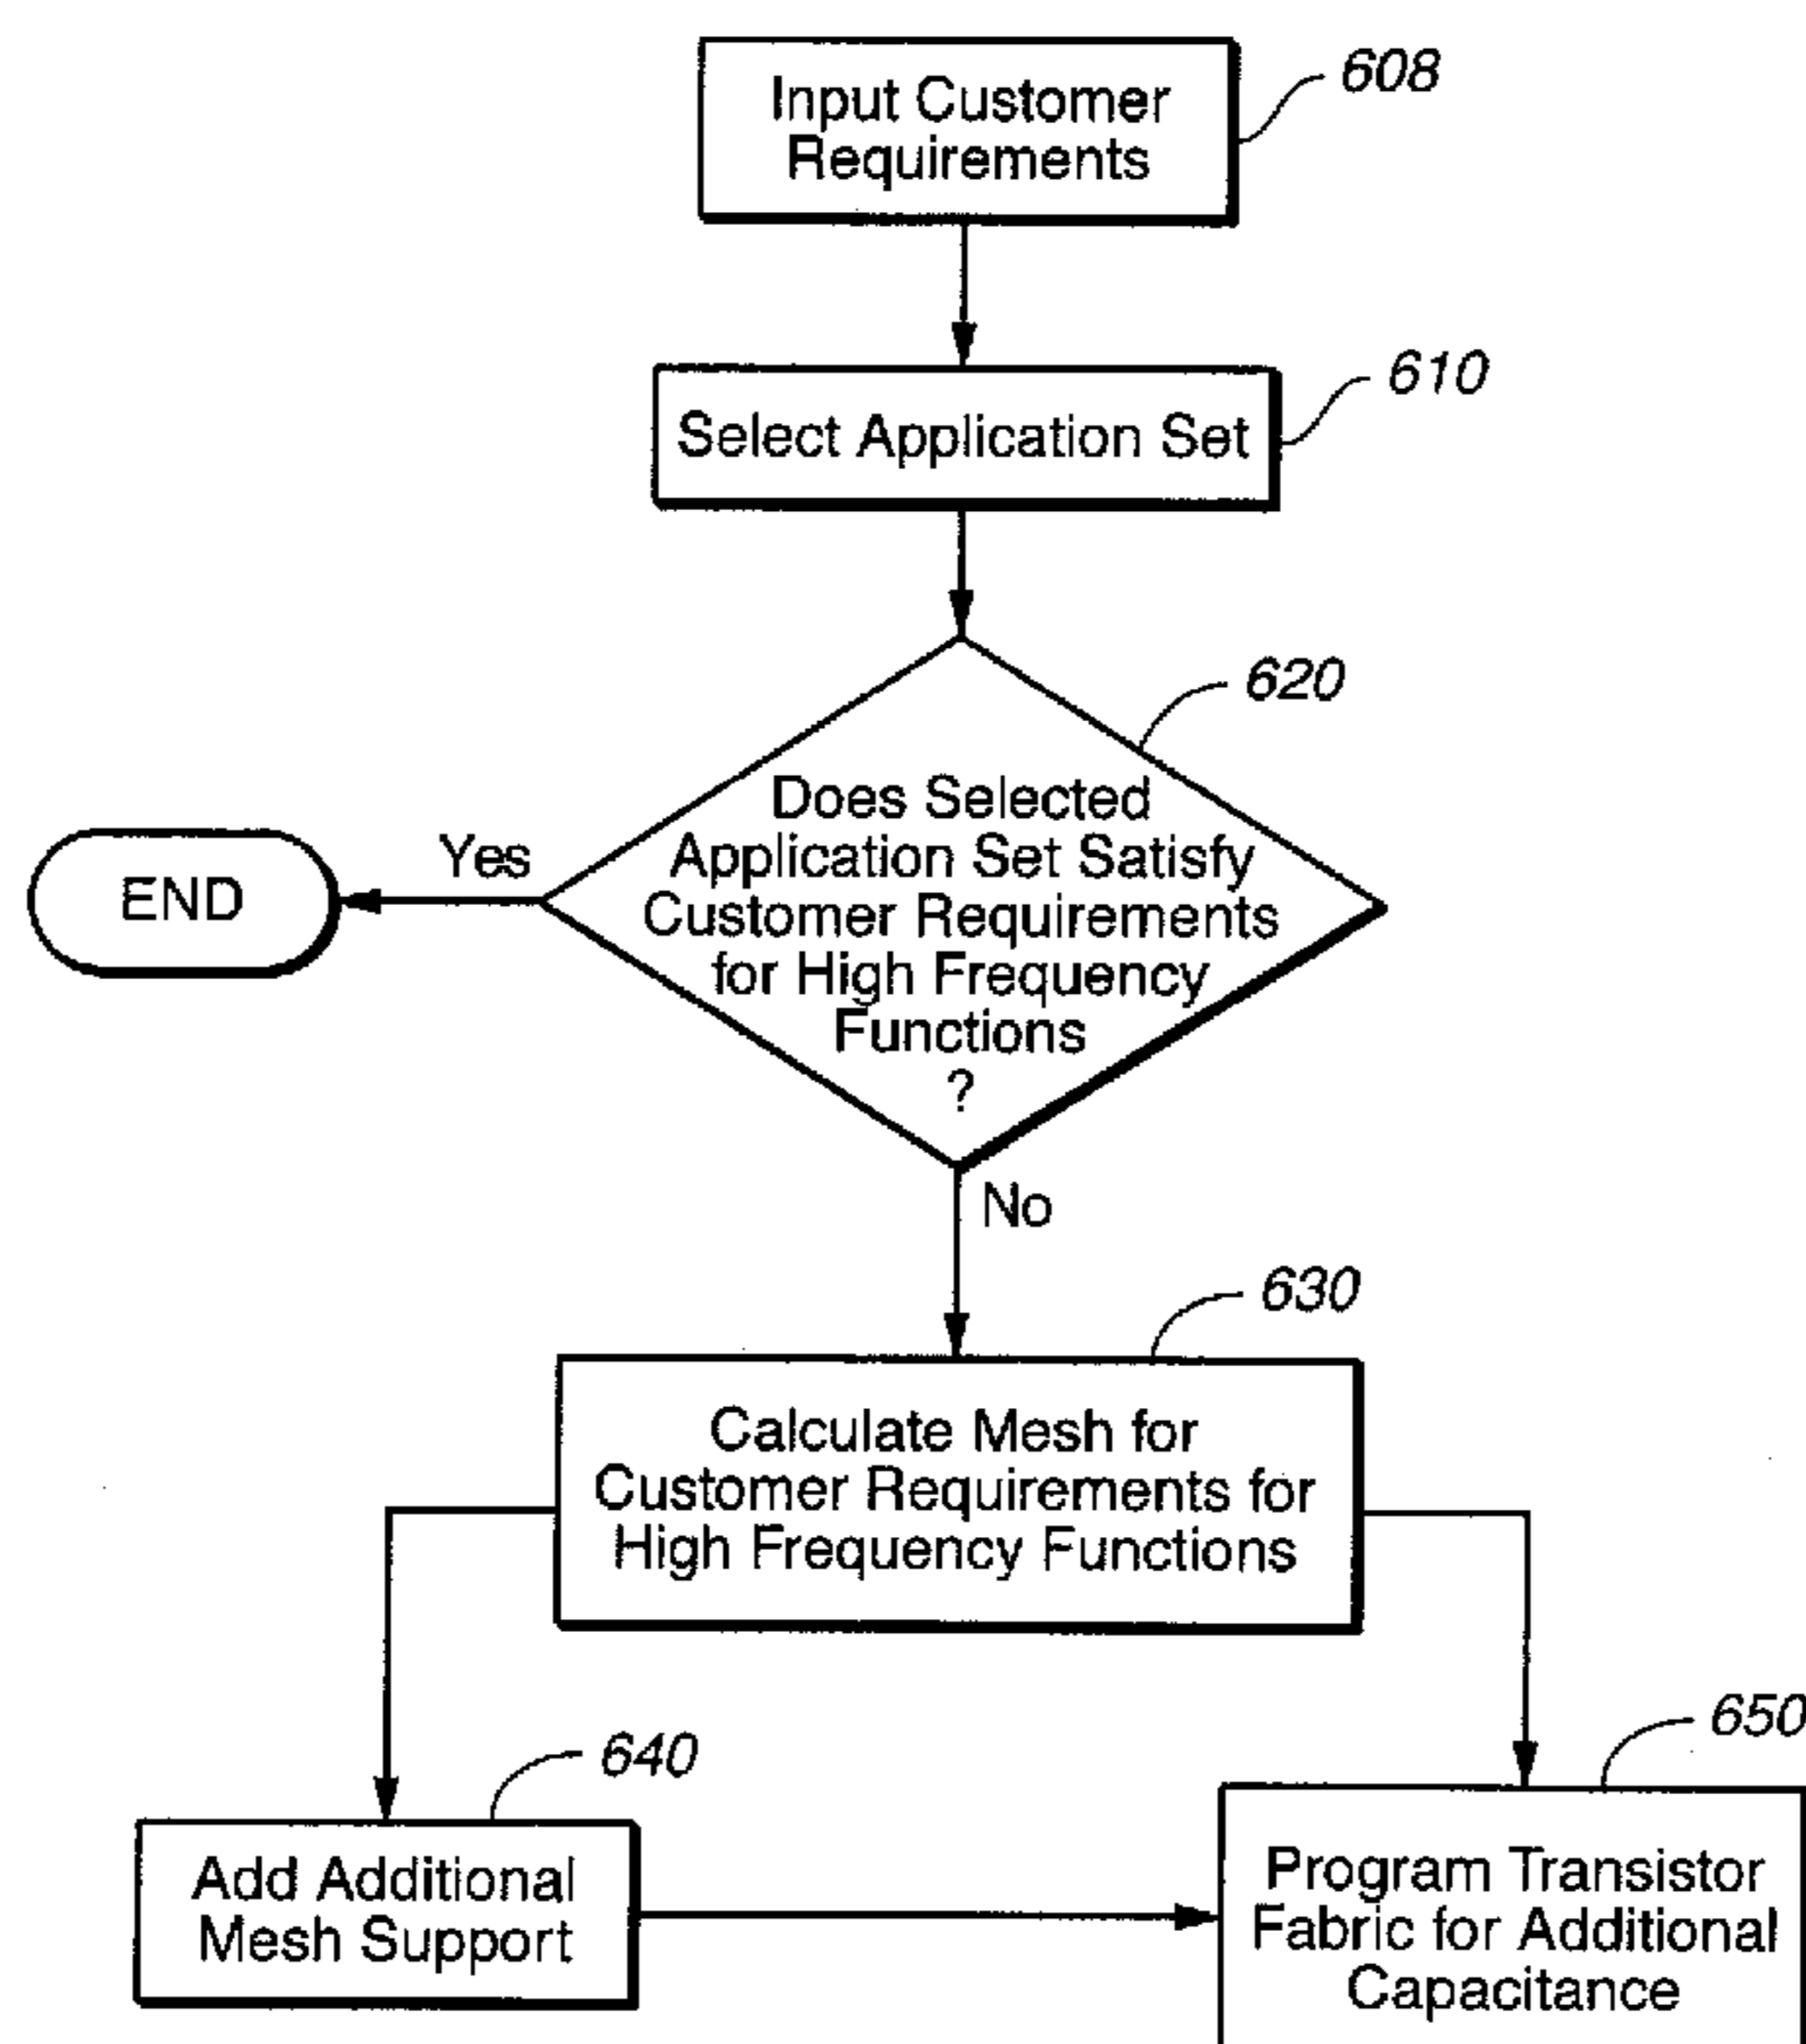 Input Customer
Requirements
608
Select Application Set
610
620
Does Selected
Application Set Satisfy
Customer Requirements
for High Frequency
Functions
?
Yes
END
No
630
Calculate Mesh for
Customer Requirements for
High Frequency Functions
640
Add Additional
Mesh Support
650
Program Transistor
Fabric for Additional
Capacitance